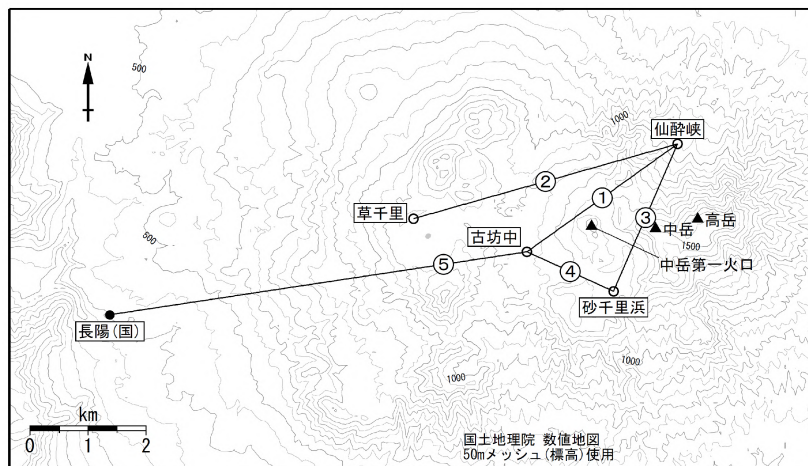 N
500
600
1000
仙酔峡
②
①
草千里
③
高岳
中岳
古坊中
1500
⑤
④
中岳第一火口
砂千里浜
長陽(国)
1000
1000
km
0 1 2
国土地理院 数値地図
50mメッシュ(標高)使用